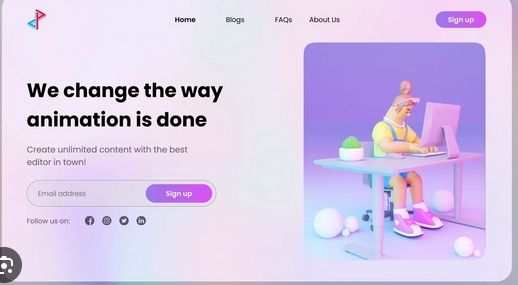 Home Blogs FAQs About Us Sign up
We change the way
animation is done
Create unlimited content with the best
editor in town!
Email address Sign up
Follow us on: